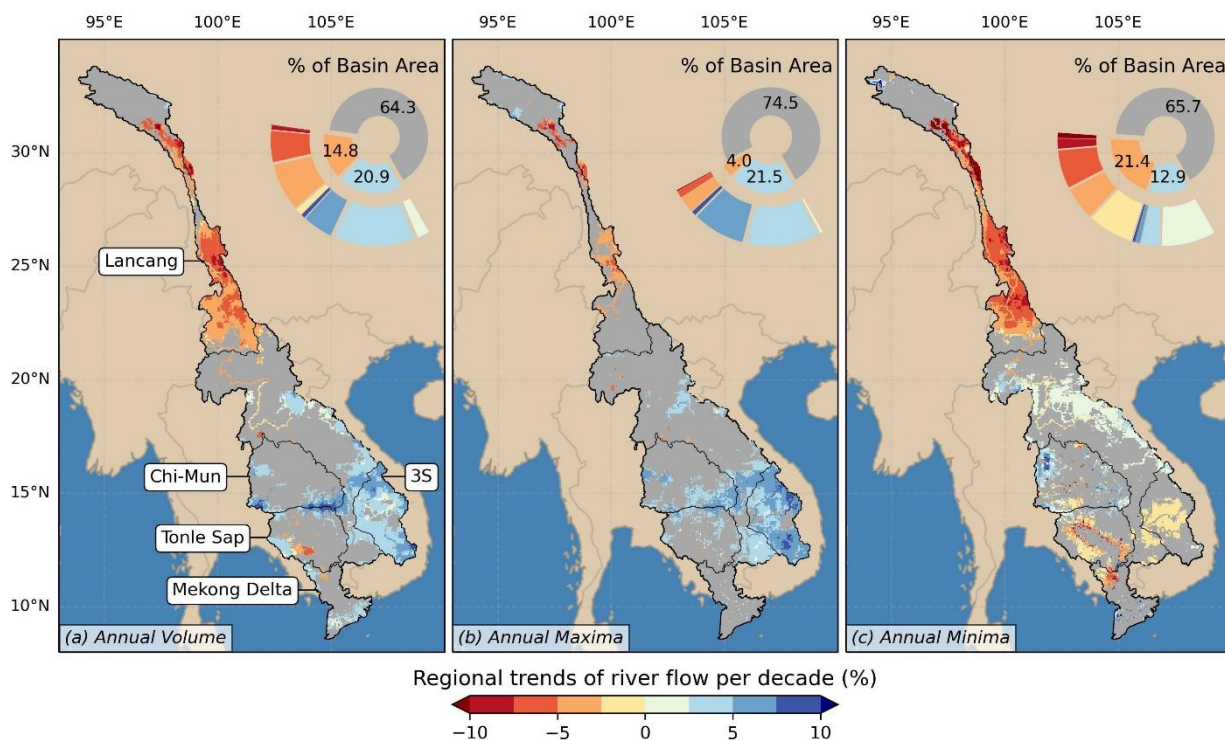 95°E 100°E 105°E 100°E 105°E 100°E 105°E
% of Basin Area % of Basin Area % of Basin Area
64.3
14.8
20.9
74.5
4.0
21.5
65.7
21.4
12.9
30°N
25°N
20°N
15°N
10°N
Lancang
Chi-Mun
3S
Tonle Sap
Mekong Delta
(a) Annual Volume
(b) Annual Maxima
(c) Annual Minima
Regional trends of river flow per decade (%)
−10 −5 0 5 10